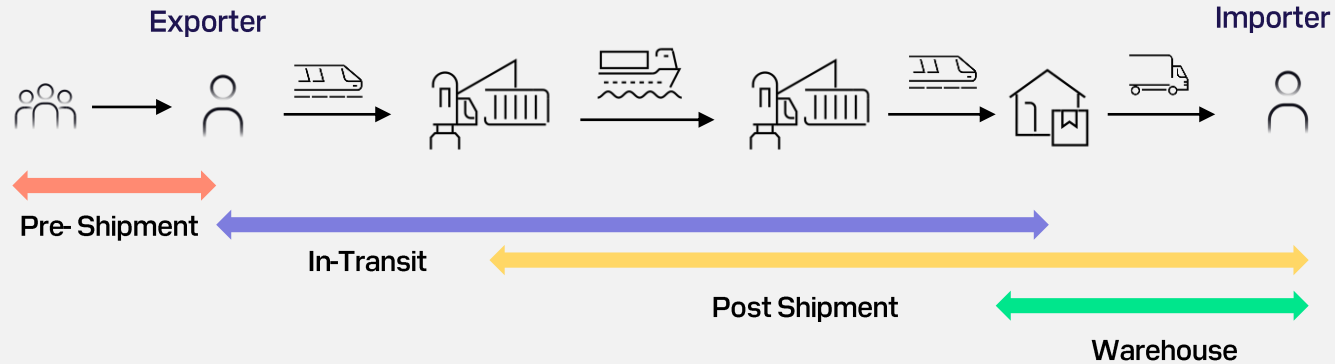 Exporter
Importer
Pre- Shipment
In-Transit
Post Shipment
Warehouse